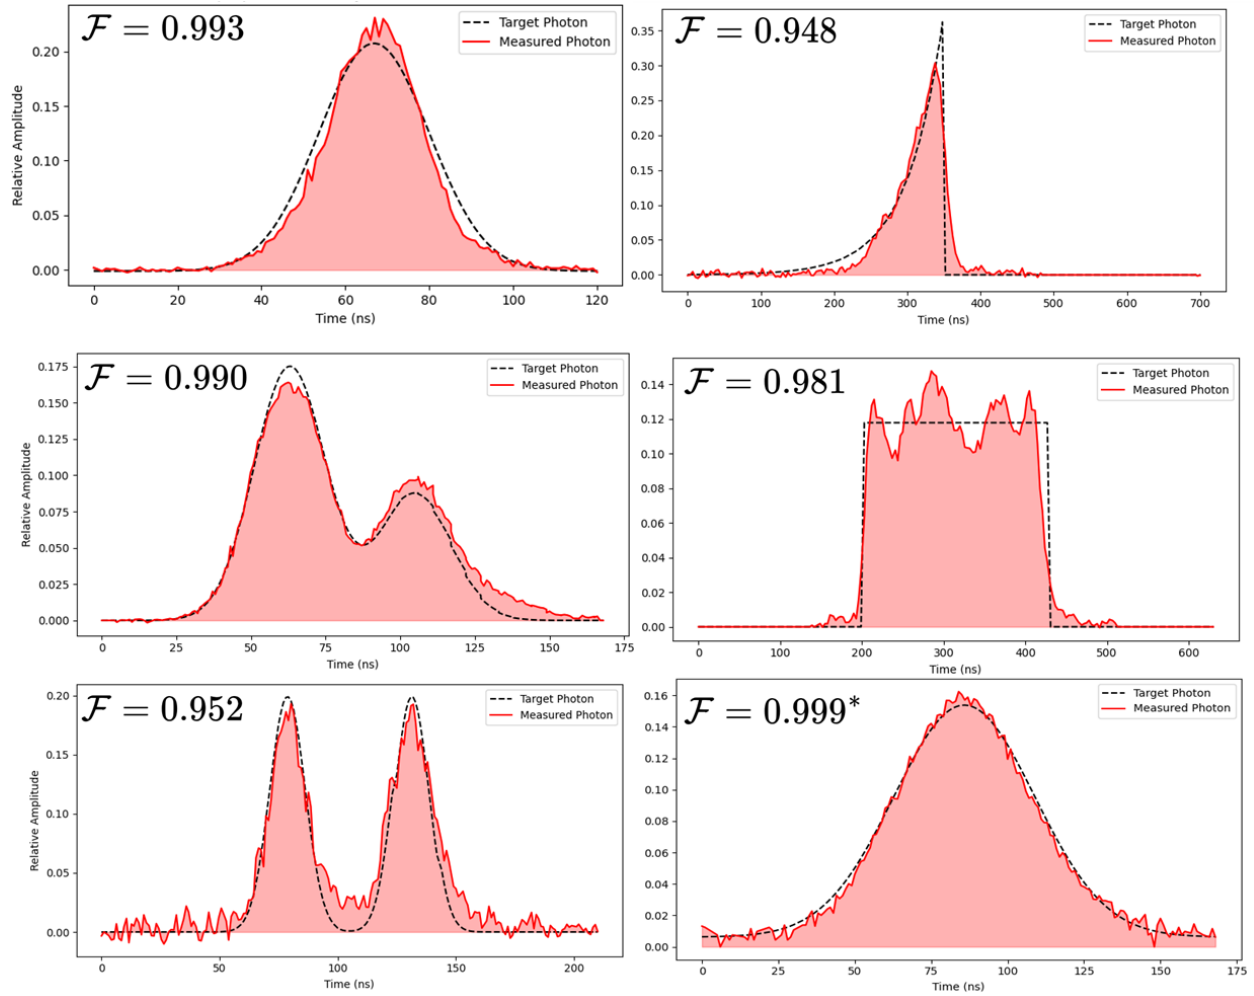 F = 0.993
Target Photon
Measured Photon
Relative Amplitude
0.20
0.15
0.10
0.05
0.00
0 20 40 60 80 100 120
Time (ns)
F = 0.948
Target Photon
Measured Photon
0.35
0.30
0.25
0.20
0.15
0.10
0.05
0.00
0 100 200 300 400 500 600 700
Time (ns)
F = 0.990
Target Photon
Measured Photon
Relative Amplitude
0.175
0.150
0.125
0.100
0.075
0.050
0.025
0.000
0 25 50 75 100 125 150 175
Time (ns)
F = 0.981
Target Photon
Measured Photon
0.14
0.12
0.10
0.08
0.06
0.04
0.02
0.00
0 100 200 300 400 500 600
Time (ns)
F = 0.952
Target Photon
Measured Photon
Relative Amplitude
0.20
0.15
0.10
0.05
0.00
0 50 100 150 200
Time (ns)
F = 0.999*
Target Photon
Measured Photon
0.16
0.14
0.12
0.10
0.08
0.06
0.04
0.02
0.00
0 25 50 75 100 125 150 175
Time (ns)